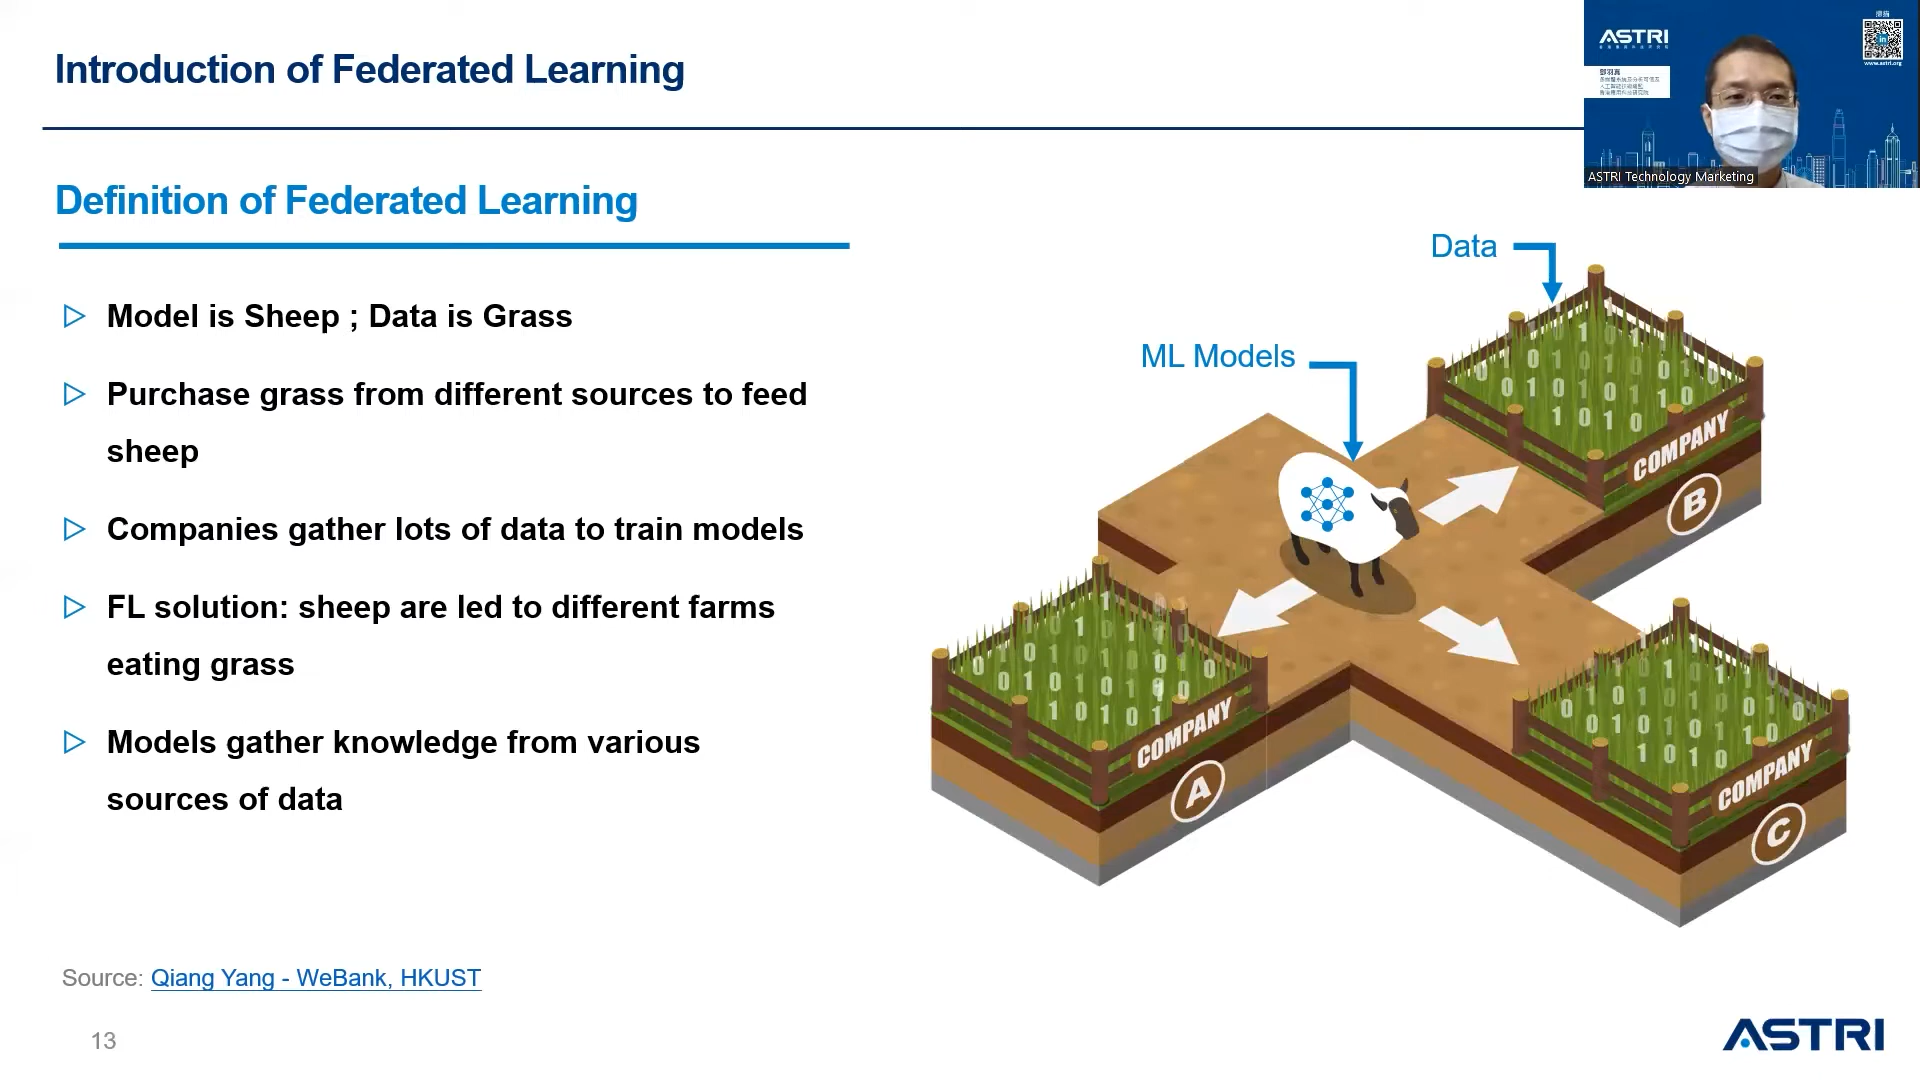 Introduction of Federated Learning
ASTRI
www.astri.org
ASTRI Technology Marketing
Definition of Federated Learning
Model is Sheep ; Data is Grass
Purchase grass from different sources to feed
sheep
Companies gather lots of data to train models
FL solution: sheep are led to different farms
eating grass
Models gather knowledge from various
sources of data
Data
ML Models
COMPANY
B
COMPANY
A
COMPANY
C
Source: Qiang Yang - WeBank, HKUST
13
ASTRI